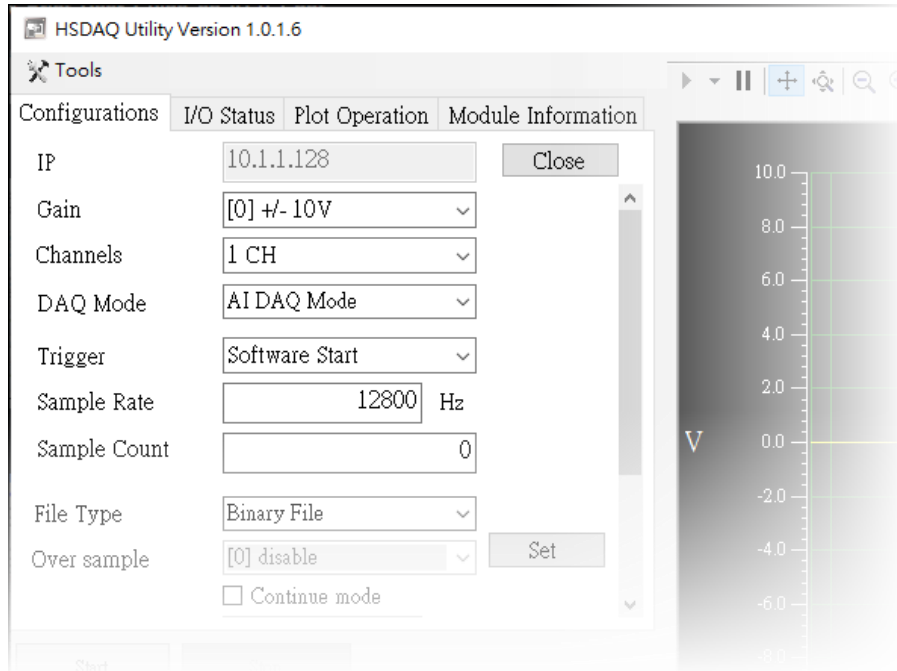 HSDAQ Utility Version 1.0.1.6
Tools
Configurations I/O Status Plot Operation Module Information
IP 10.1.1.128 Close
Gain [0] +/- 10V
Channels 1 CH
DAQ Mode AI DAQ Mode
Trigger Software Start
Sample Rate 12800 Hz
Sample Count 0
File Type Binary File
Over sample [0] disable Set
Continue mode
Start
10.0
8.0
6.0
4.0
2.0
V 0.0
-2.0
-4.0
-6.0
-8.0